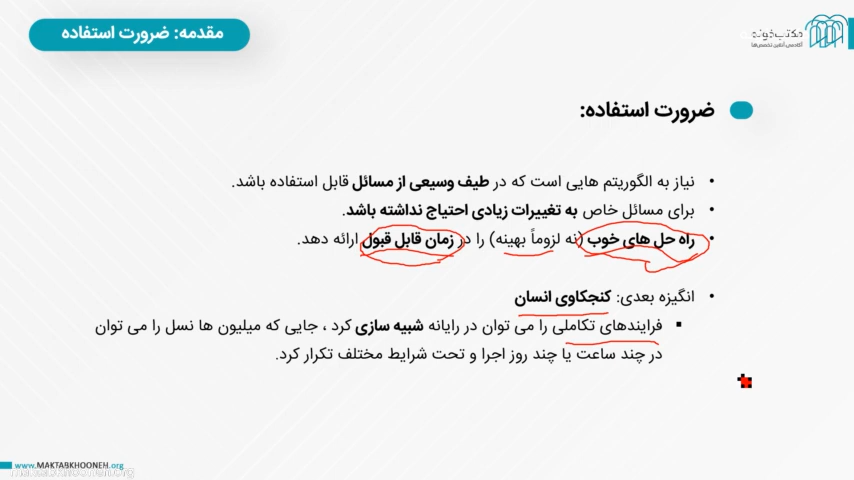 مقدمه: ضرورت استفاده
مکتب‌خونه
آکادمی آنلاین تخصص‌ها
ضرورت استفاده:
• نیاز به الگوریتم هایی است که در طیف وسیعی از مسائل قابل استفاده باشد.
• برای مسائل خاص به تغییرات زیادی احتیاج نداشته باشد.
• راه حل های خوب (نه لزوماً بهینه) را در زمان قابل قبول ارائه دهد.
• انگیزه بعدی: کنجکاوی انسان
▪ فرایندهای تکاملی را می توان در رایانه شبیه سازی کرد ، جایی که میلیون ها نسل را می توان
در چند ساعت یا چند روز اجرا و تحت شرایط مختلف تکرار کرد.
www.MAKTABKHOONEH.org